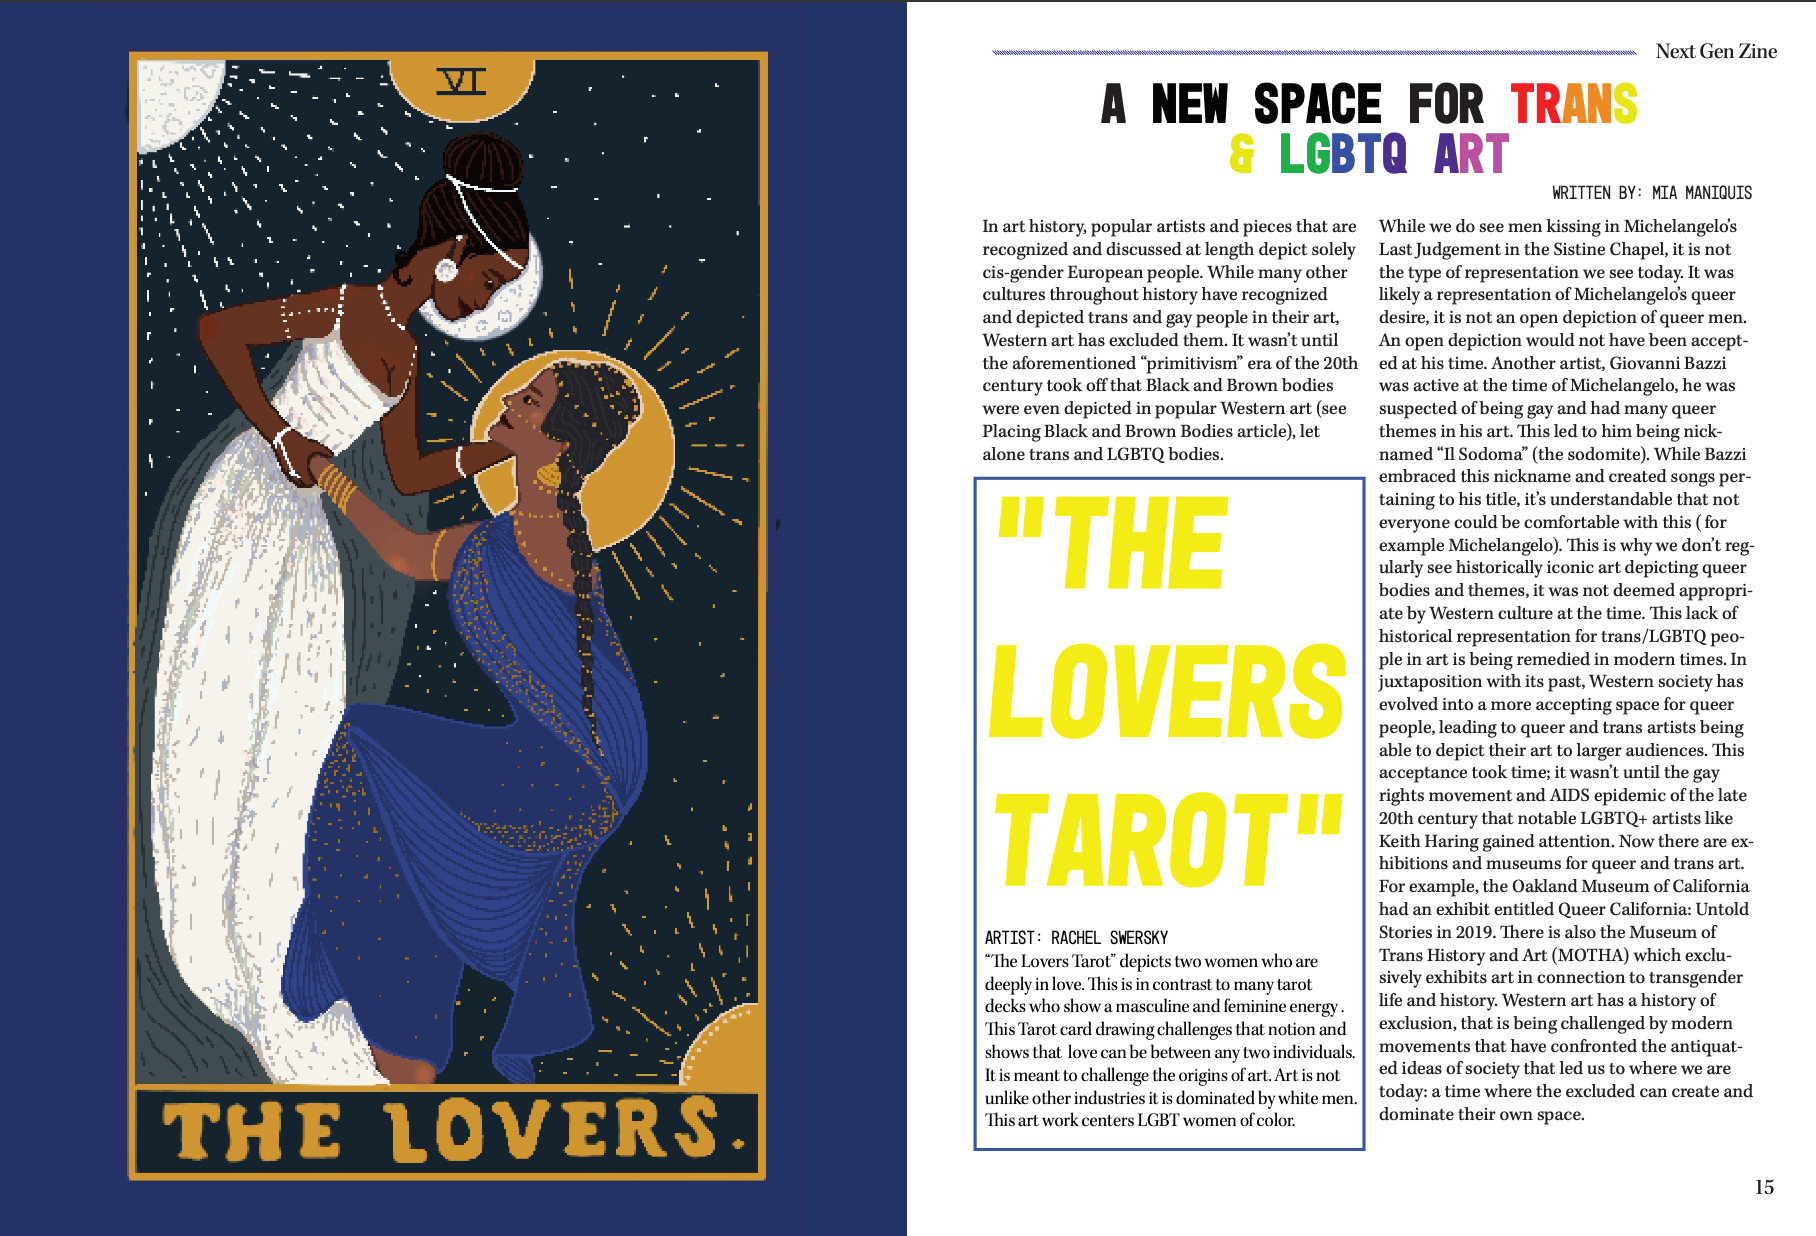 VI
THE LOVERS.
Next Gen Zine
A NEW SPACE FOR TRANS
& LGBTQ ART
WRITTEN BY: MIA MANIQUIS
In art history, popular artists and pieces that are
recognized and discussed at length depict solely
cis-gender European people. While many other
cultures throughout history have recognized
and depicted trans and gay people in their art,
Western art has excluded them. It wasn't until
the aforementioned "primitivism" era of the 20th
century took off that Black and Brown bodies
were even depicted in popular Western art (see
Placing Black and Brown Bodies article), let
alone trans and LGBTQ bodies.
"THE
LOVERS
TAROT"
ARTIST: RACHEL SWERSKY
"The Lovers Tarot" depicts two women who are
deeply in love. This is in contrast to many tarot
decks who show a masculine and feminine energy .
This Tarot card drawing challenges that notion and
shows that love can be between any two individuals.
It is meant to challenge the origins of art. Art is not
unlike other industries it is dominated by white men.
This art work centers LGBT women of color.
While we do see men kissing in Michelangelo's
Last Judgement in the Sistine Chapel, it is not
the type of representation we see today. It was
likely a representation of Michelangelo's queer
desire, it is not an open depiction of queer men.
An open depiction would not have been accept-
ed at his time. Another artist, Giovanni Bazzi
was active at the time of Michelangelo, he was
suspected of being gay and had many queer
themes in his art. This led to him being nick-
named "Il Sodoma" (the sodomite). While Bazzi
embraced this nickname and created songs per-
taining to his title, it's understandable that not
everyone could be comfortable with this ( for
example Michelangelo). This is why we don't reg-
ularly see historically iconic art depicting queer
bodies and themes, it was not deemed appropri-
ate by Western culture at the time. This lack of
historical representation for trans/LGBTQ peo-
ple in art is being remedied in modern times. In
juxtaposition with its past, Western society has
evolved into a more accepting space for queer
people, leading to queer and trans artists being
able to depict their art to larger audiences. This
acceptance took time; it wasn't until the gay
rights movement and AIDS epidemic of the late
20th century that notable LGBTQ+ artists like
Keith Haring gained attention. Now there are ex-
hibitions and museums for queer and trans art.
For example, the Oakland Museum of California
had an exhibit entitled Queer California: Untold
Stories in 2019. There is also the Museum of
Trans History and Art (MOTHA) which exclu-
sively exhibits art in connection to transgender
life and history. Western art has a history of
exclusion, that is being challenged by modern
movements that have confronted the antiquat-
ed ideas of society that led us to where we are
today: a time where the excluded can create and
dominate their own space.
15